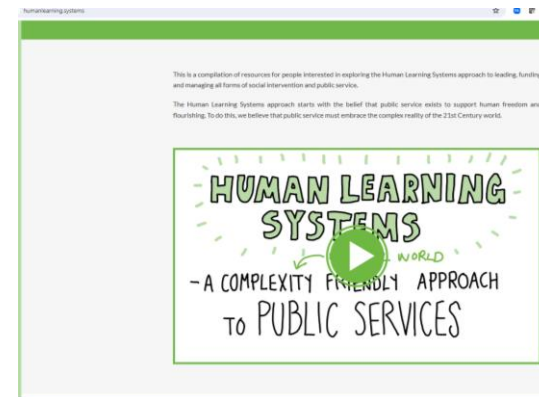 humanlearning.systems
This is a compilation of resources for people interested in exploring the Human Learning Systems approach to leading, funding
and managing all forms of social intervention and public service.
The Human Learning Systems approach starts with the belief that public service exists to support human freedom and
flourishing. To do this, we believe that public service must embrace the complex reality of the 21st Century world.
HUMAN LEARNING
SYSTEMS
WORLD
- A COMPLEXITY FRIENDLY APPROACH
TO PUBLIC SERVICES